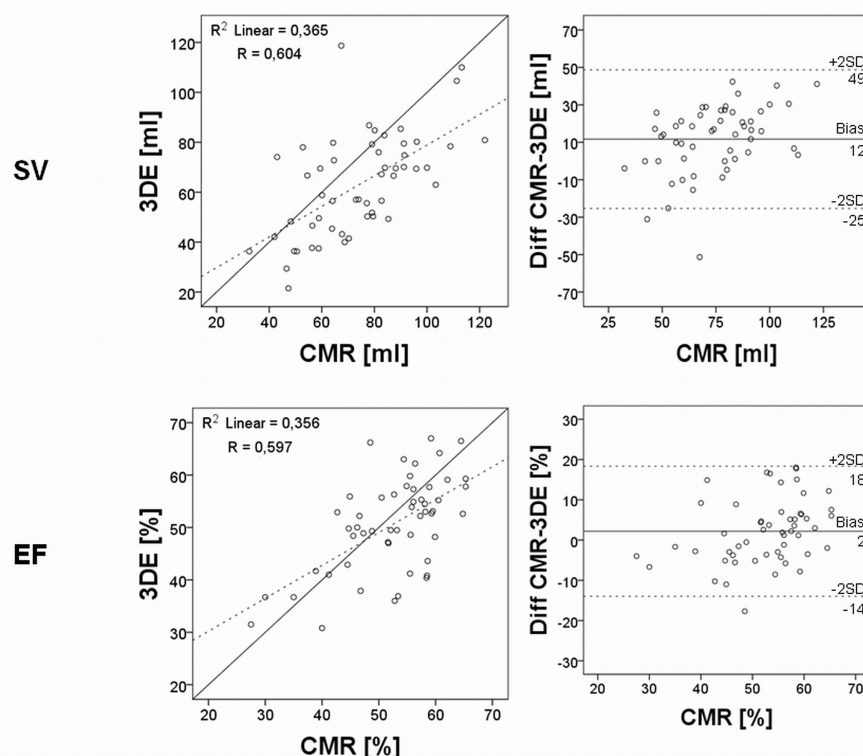 SV
R² Linear = 0,365
R = 0,604
120
100
80
60
40
20
3DE [ml]
20 40 60 80 100 120
CMR [ml]
70
50
30
10
-10
-30
-50
-70
Diff CMR-3DE [ml]
+2SD
49
Bias
12
-2SD
-25
25 50 75 100 125
CMR [ml]
EF
R² Linear = 0,356
R = 0,597
70
60
50
40
30
20
3DE [%]
20 30 40 50 60 70
CMR [%]
30
20
10
0
-10
-20
-30
Diff CMR-3DE [%]
+2SD
18
Bias
2
-2SD
-14
20 30 40 50 60 70
CMR [%]